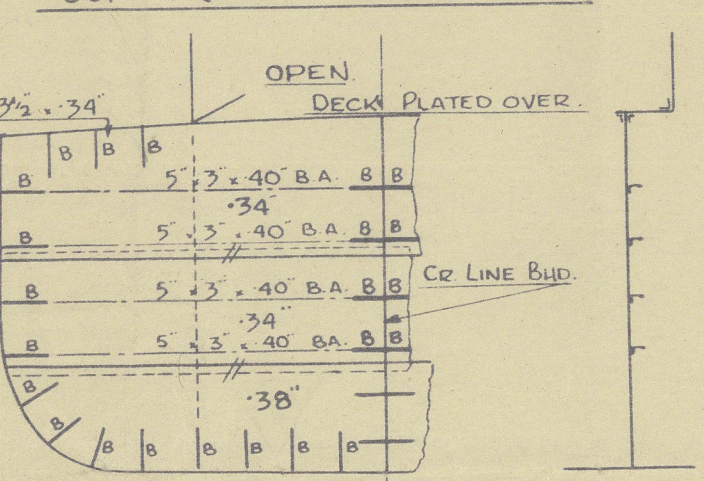 OPEN.
3½" × ·34"
DECK PLATED OVER.
B B B
B 5" × 3" × ·40" B.A. B B
·34"
B 5" × 3" × ·40" B.A. B B
CR. LINE BHD.
B 5" × 3" × ·40" B.A. B B
·34"
B 5" × 3" × ·40" BA. B B
B
·38"
B
B B B B B B